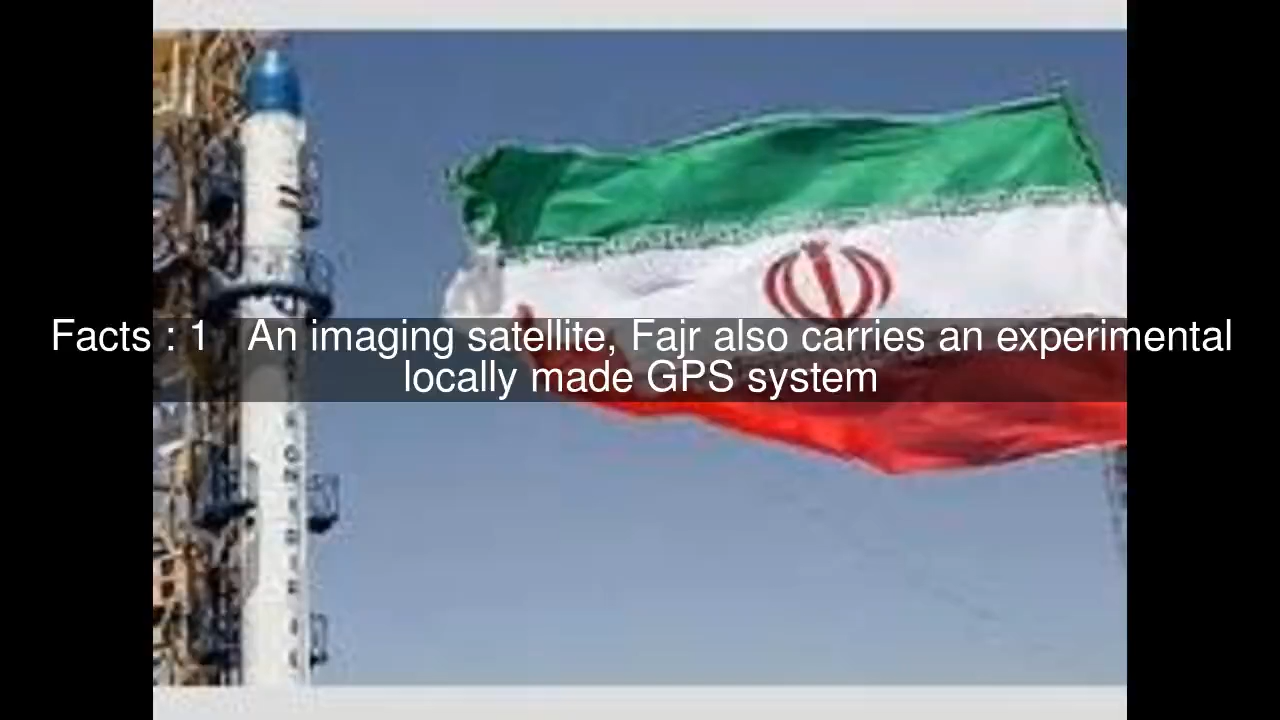 Facts : 1 An imaging satellite, Fajr also carries an experimental
locally made GPS system